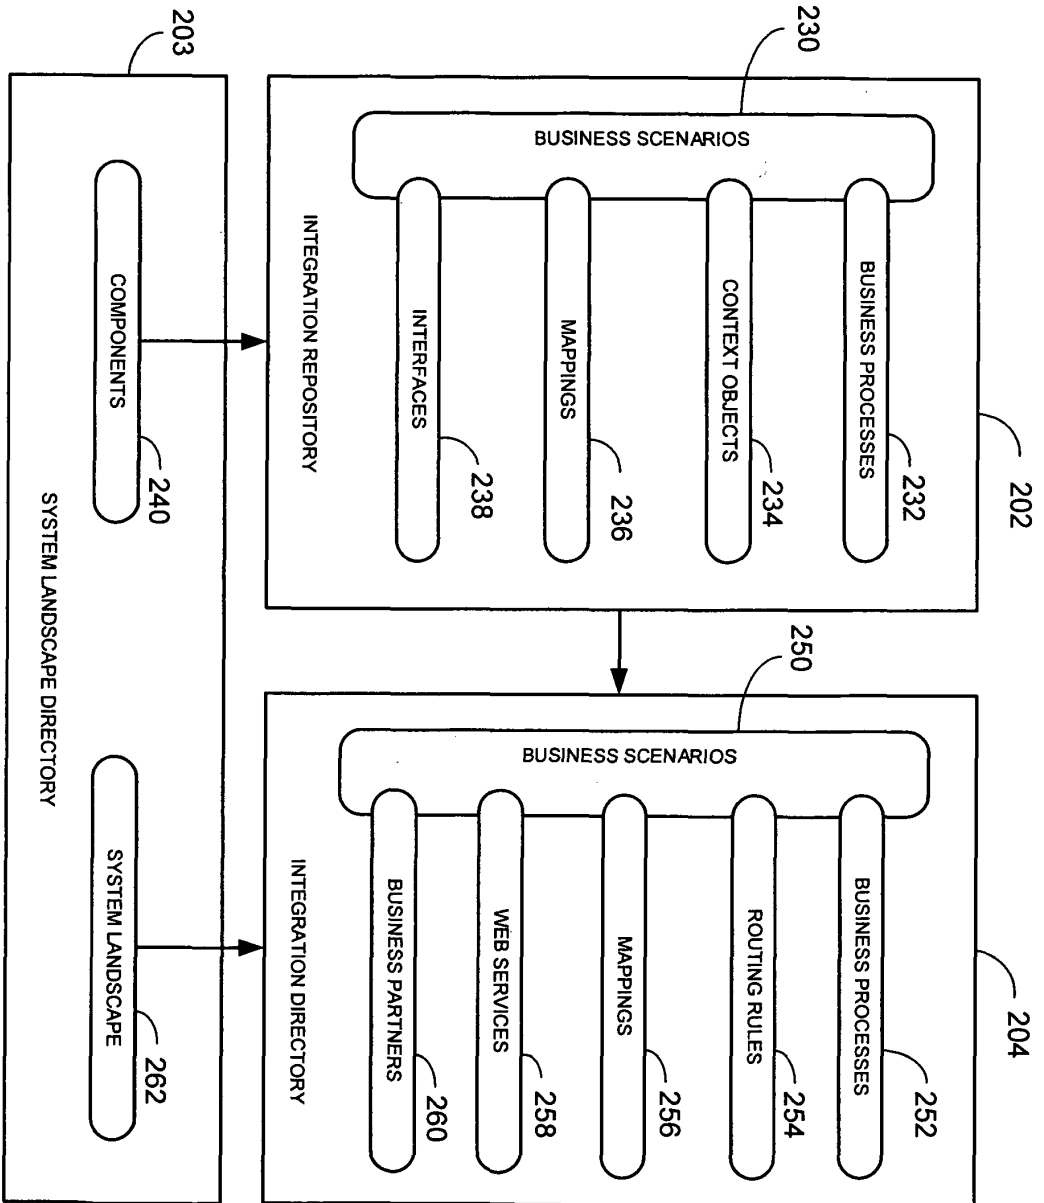 202
230
BUSINESS SCENARIOS
BUSINESS PROCESSES
232
CONTEXT OBJECTS
234
MAPPINGS
236
INTERFACES
238
INTEGRATION REPOSITORY
204
250
BUSINESS SCENARIOS
BUSINESS PROCESSES
252
ROUTING RULES
254
MAPPINGS
256
WEB SERVICES
258
BUSINESS PARTNERS
260
INTEGRATION DIRECTORY
203
COMPONENTS
240
SYSTEM LANDSCAPE
262
SYSTEM LANDSCAPE DIRECTORY